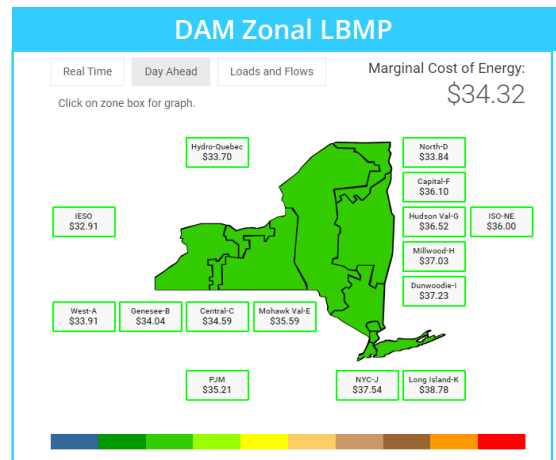 DAM Zonal LBMP
Real Time
Day Ahead
Loads and Flows
Marginal Cost of Energy:
$34.32
Click on zone box for graph.
Hydro-Quebec
$33.70
North-D
$33.84
Capital-F
$36.10
IESO
$32.91
Hudson Val-G
$36.52
ISO-NE
$36.00
Millwood-H
$37.03
Dunwoodie-I
$37.23
West-A
$33.91
Genesee-B
$34.04
Central-C
$34.59
Mohawk Val-E
$35.59
PJM
$35.21
NYC-J
$37.54
Long Island-K
$38.78